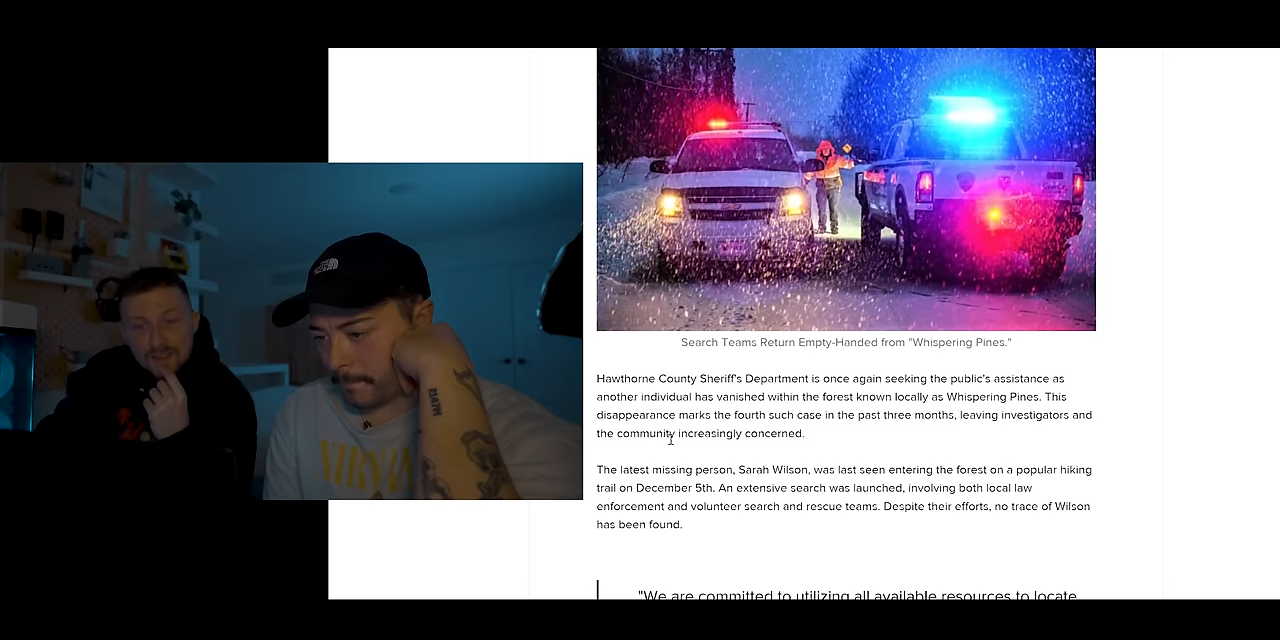 Search Teams Return Empty-Handed from "Whispering Pines."
Hawthorne County Sheriff's Department is once again seeking the public's assistance as
another individual has vanished within the forest known locally as Whispering Pines. This
disappearance marks the fourth such case in the past three months, leaving investigators and
the community increasingly concerned.
The latest missing person, Sarah Wilson, was last seen entering the forest on a popular hiking
trail on December 5th. An extensive search was launched, involving both local law
enforcement and volunteer search and rescue teams. Despite their efforts, no trace of Wilson
has been found.
"We are committed to utilizing all available resources to locate
NIRVANA